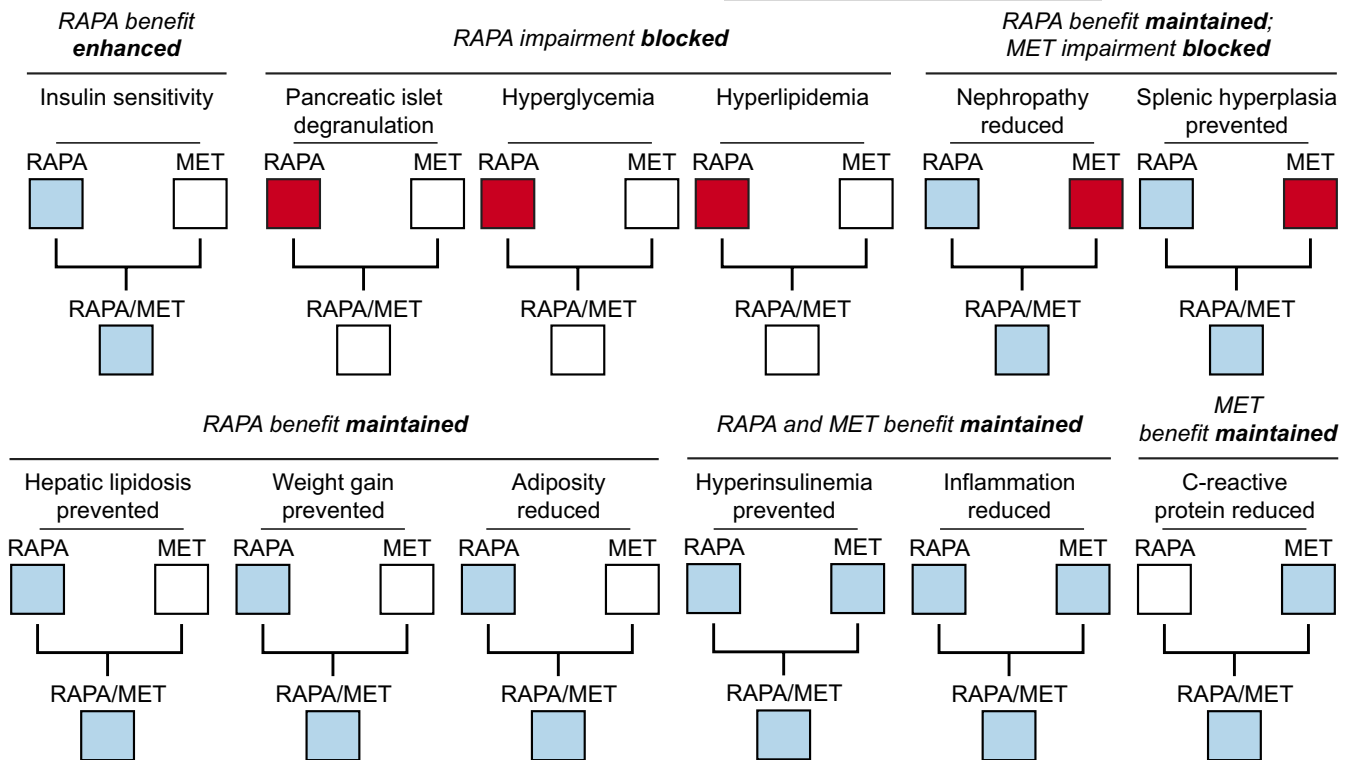 RAPA benefit
enhanced
RAPA impairment blocked
RAPA benefit maintained;
MET impairment blocked
Insulin sensitivity
Pancreatic islet
degranulation
Hyperglycemia
Hyperlipidemia
Nephropathy
reduced
Splenic hyperplasia
prevented
RAPA MET RAPA MET RAPA MET RAPA MET RAPA MET RAPA MET
RAPA/MET RAPA/MET RAPA/MET RAPA/MET RAPA/MET RAPA/MET
RAPA benefit maintained
RAPA and MET benefit maintained
MET
benefit maintained
Hepatic lipidosis
prevented
Weight gain
prevented
Adiposity
reduced
Hyperinsulinemia
prevented
Inflammation
reduced
C-reactive
protein reduced
RAPA MET RAPA MET RAPA MET RAPA MET RAPA MET RAPA MET
RAPA/MET RAPA/MET RAPA/MET RAPA/MET RAPA/MET RAPA/MET